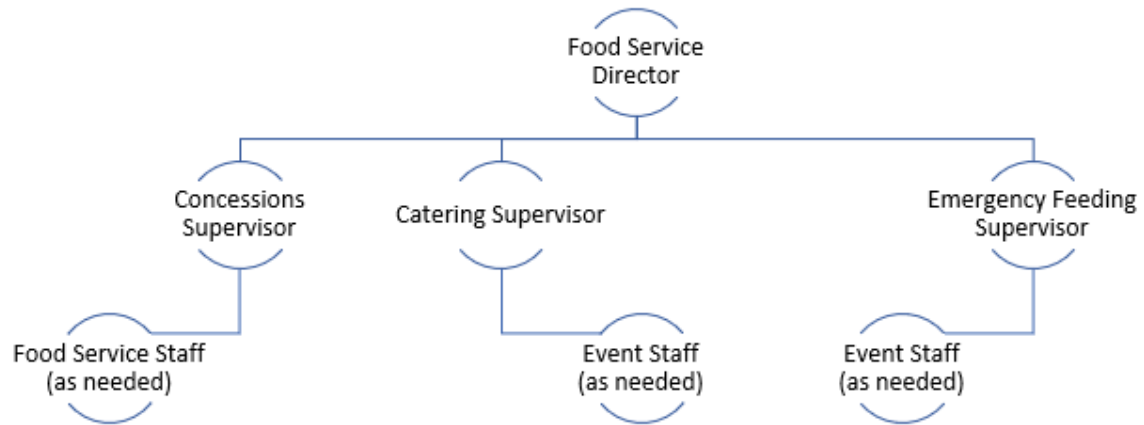 Food Service
Director
Concessions
Supervisor
Catering Supervisor
Emergency Feeding
Supervisor
Food Service Staff
(as needed)
Event Staff
(as needed)
Event Staff
(as needed)